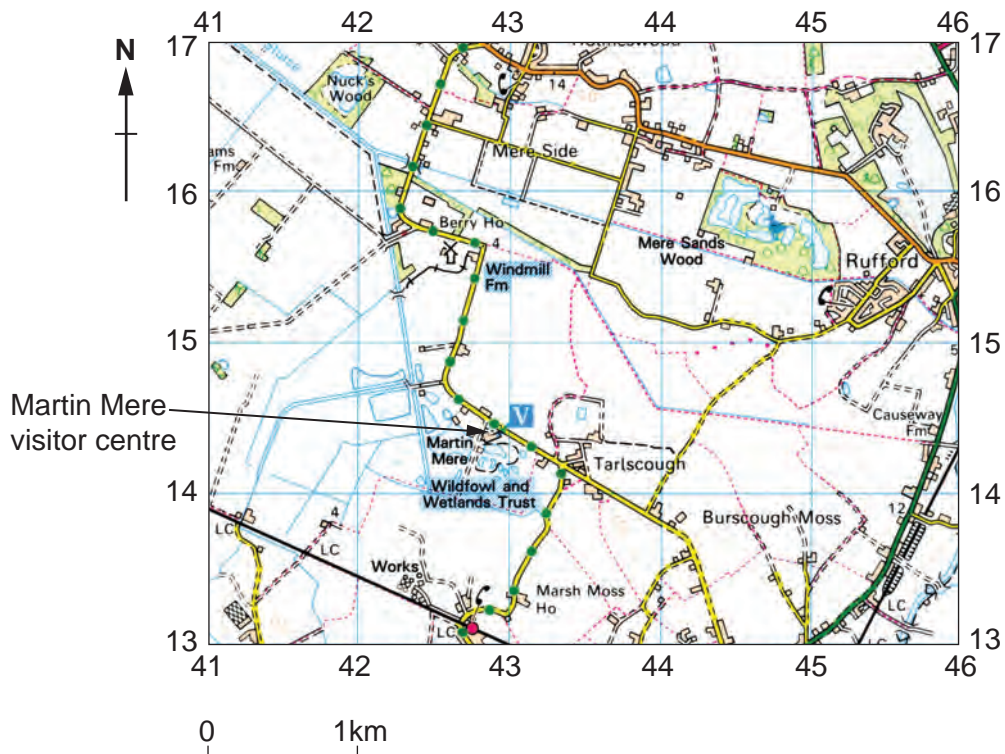 41 42 43 44 45 46
17 17
N
Nuck's
Wood
14
Mere Side
Fm
16 16
Berry Ho
4
Mere Sands
Wood
Rufford
Windmill
Fm
15 15
5
Martin Mere
visitor centre
V
Causeway
Fm
Martin
Mere
Tarlscough
14 14
Wildfowl and
Wetlands Trust
Burscough Moss
12
LC
4
LC
Works
Marsh Moss
Ho
LC
LC
LC
13 13
41 42 43 44 45 46
0 1km